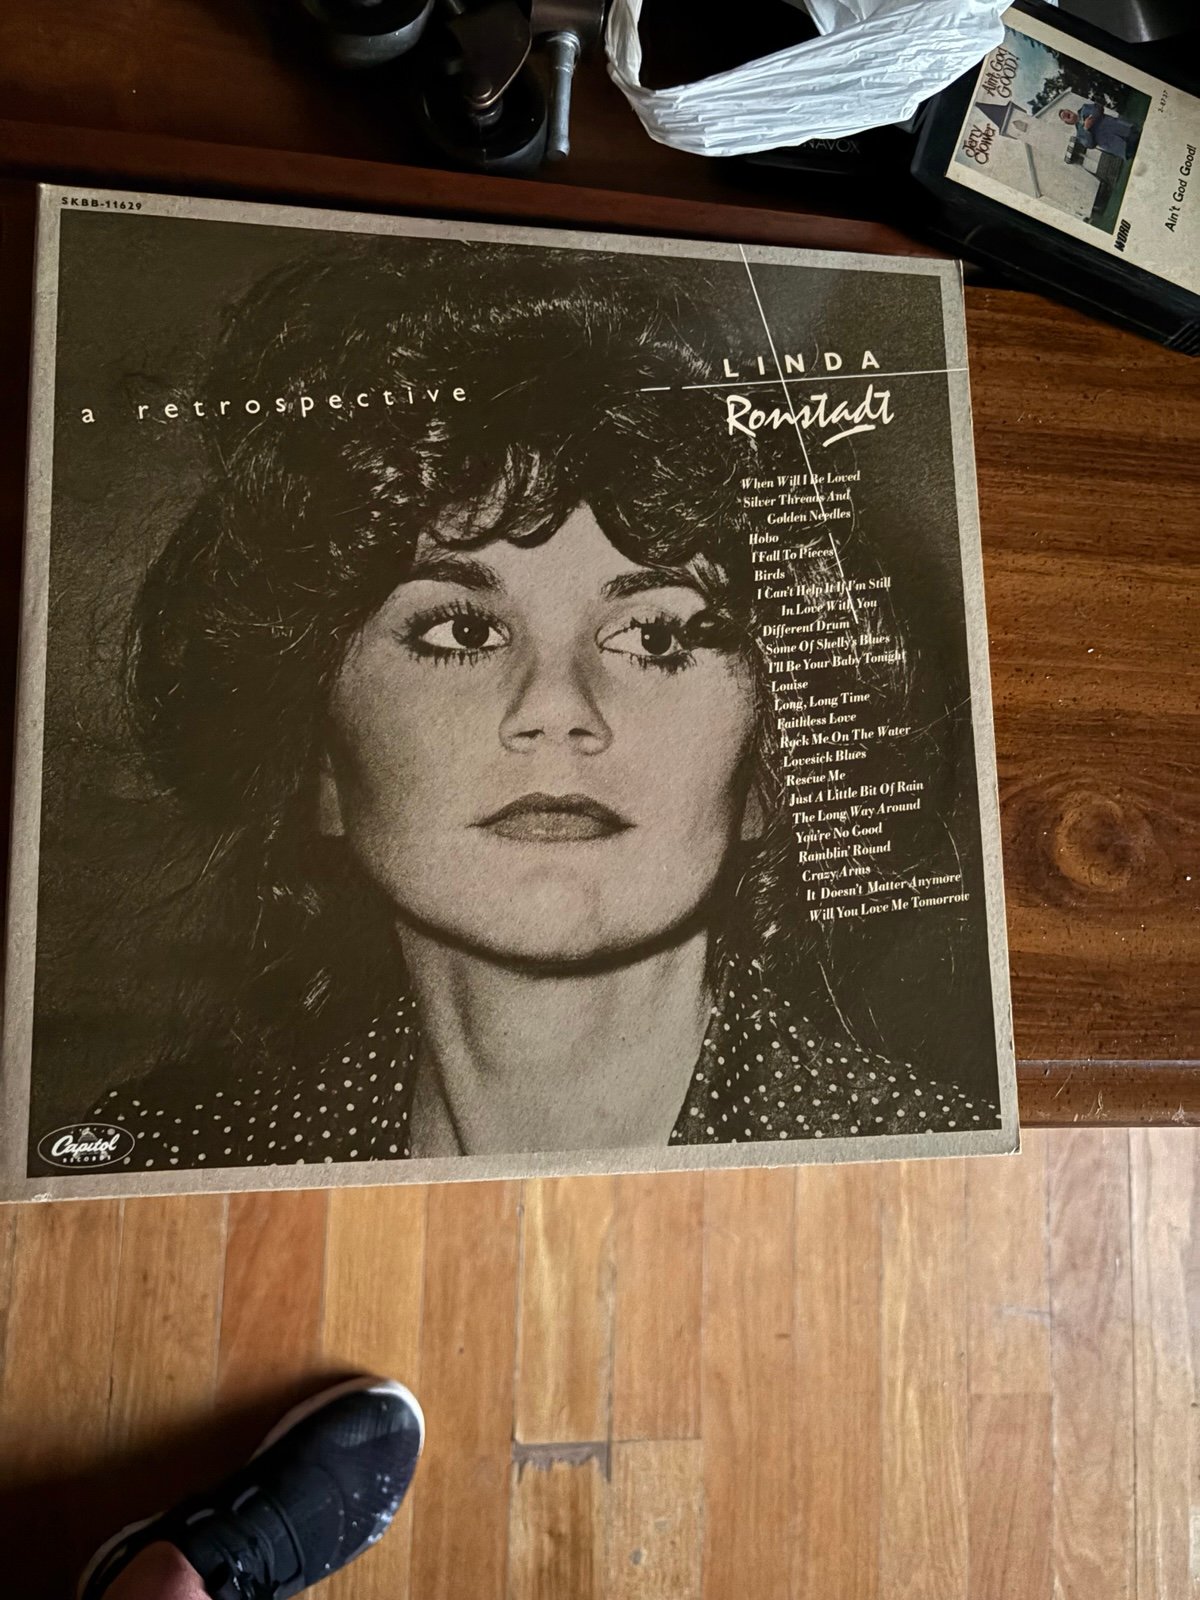 SKBB-11629
a retrospective
LINDA
Ronstadt
When Will I Be Loved
Silver Threads And
Golden Needles
Hobo
I Fall To Pieces
Birds
I Can't Help It If I'm Still
In Love With You
Different Drum
Some Of Shelly's Blues
I'll Be Your Baby Tonight
Louise
Long, Long Time
Faithless Love
Rock Me On The Water
Lovesick Blues
Rescue Me
Just A Little Bit Of Rain
The Long Way Around
You're No Good
Ramblin' Round
Crazy Arms
It Doesn't Matter Anymore
Will You Love Me Tomorrow
Capitol
RECORDS
Jerry
Clower
Ain't God
GOOD!
WORD
Ain't God Good!